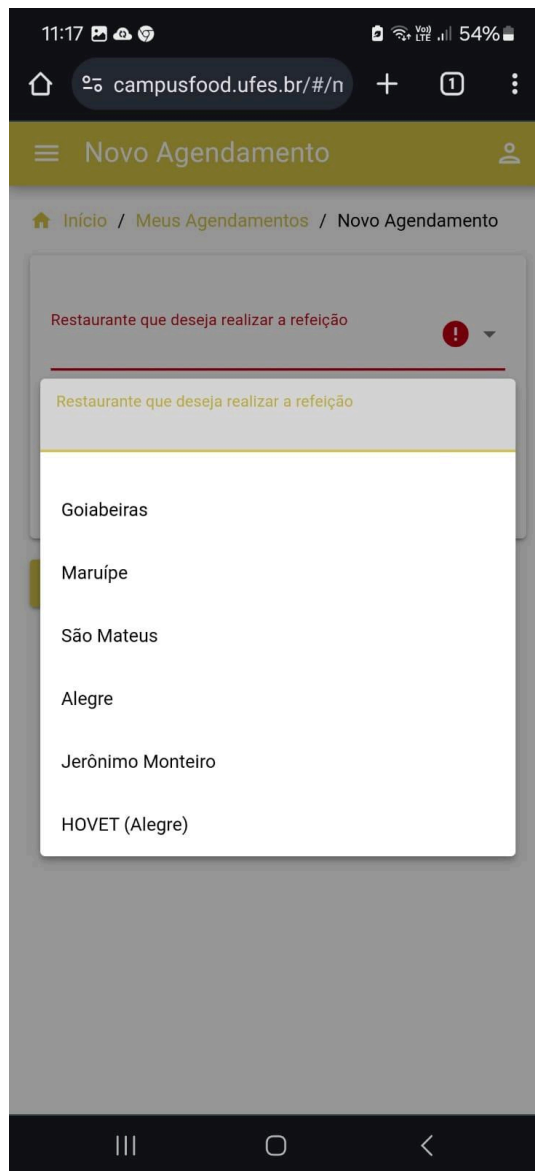 11:17 54%
campusfood.ufes.br/#/n 1
Novo Agendamento
Início / Meus Agendamentos / Novo Agendamento
Restaurante que deseja realizar a refeição
Restaurante que deseja realizar a refeição
Goiabeiras
Maruípe
São Mateus
Alegre
Jerônimo Monteiro
HOVET (Alegre)